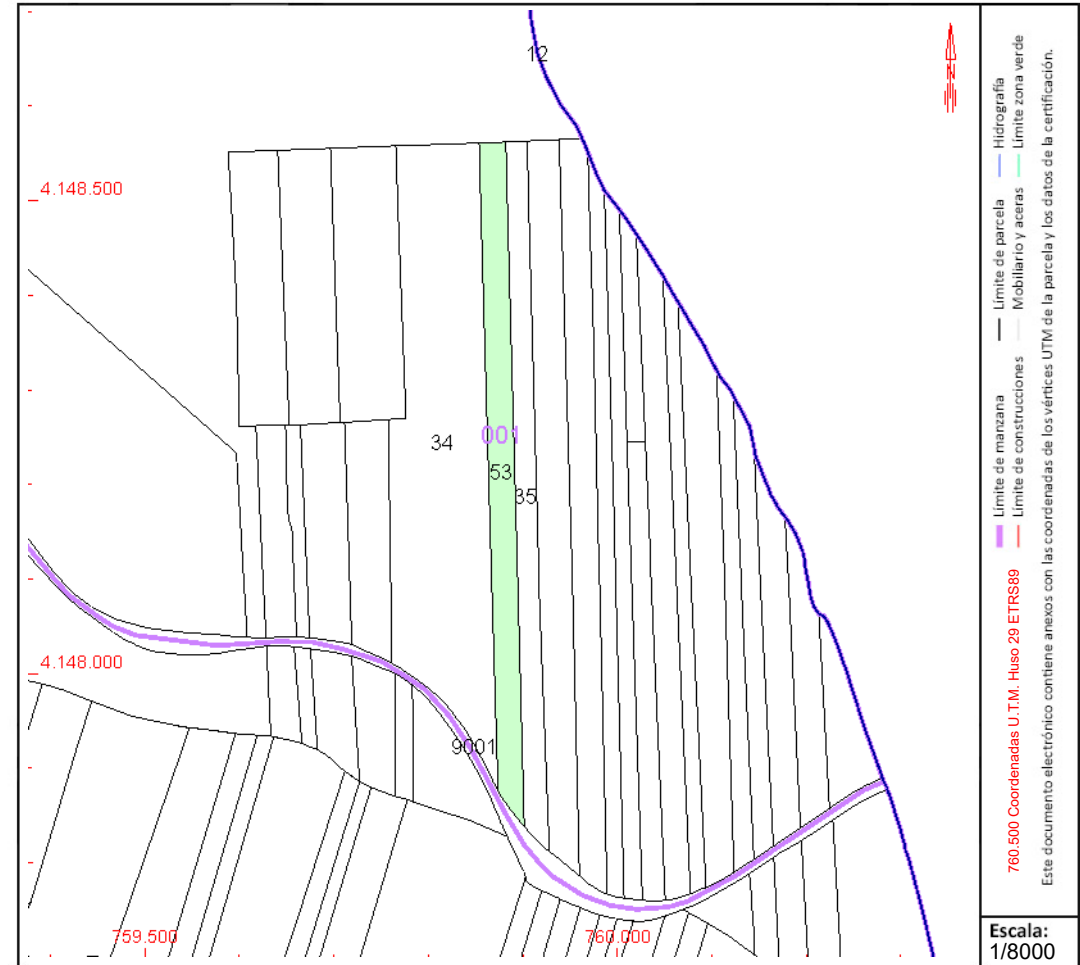 12
N
4.148.500
34
001
53
35
4.148.000
9001
759.500
760.000
Límite de manzana
Límite de parcela
Hidrografía
Límite de construcciones
Mobiliario y aceras
Límite zona verde
760.500 Coordenadas U.T.M. Huso 29 ETRS89
Este documento electrónico contiene anexos con las coordenadas de los vértices UTM de la parcela y los datos de la certificación.
Escala:
1/8000